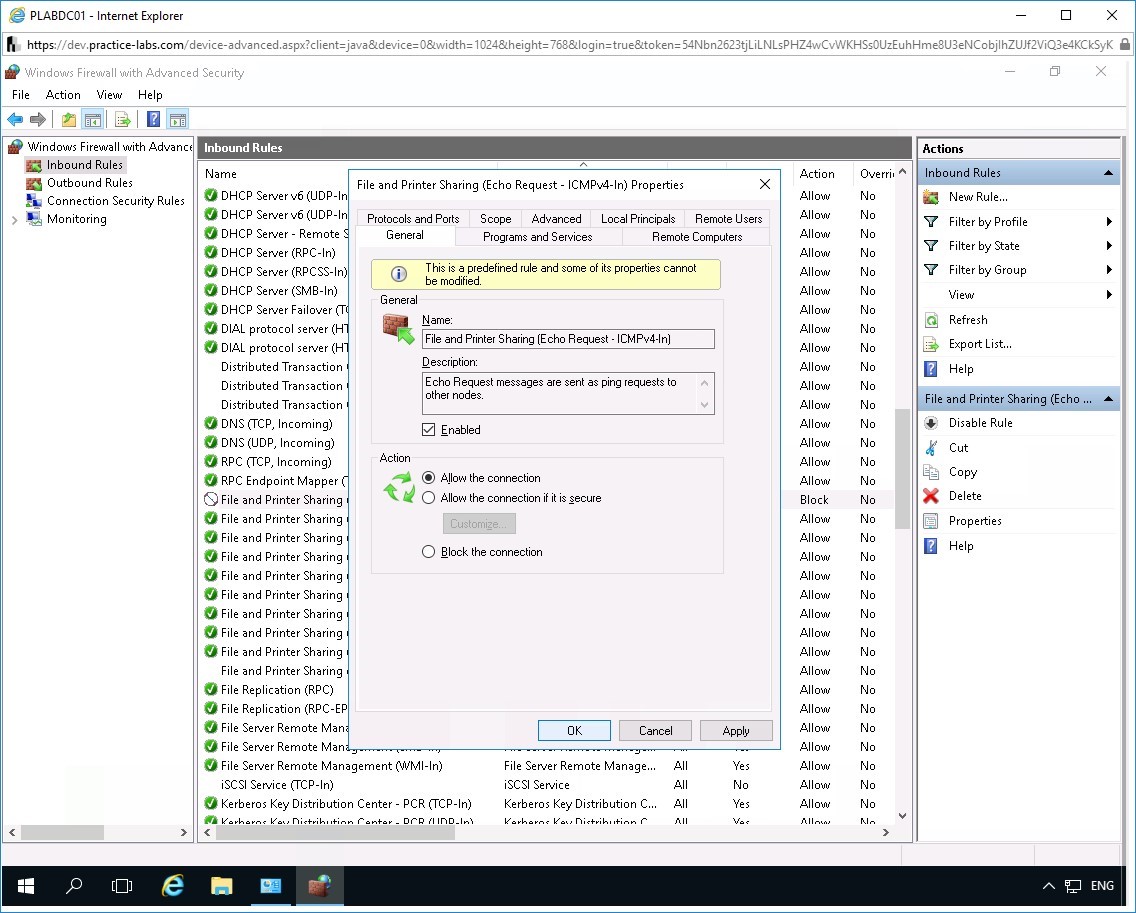 PLABDC01 - Internet Explorer
https://dev.practice-labs.com/device-advanced.aspx?client=java&device=0&width=1024&height=768&login=true&token=
Windows Firewall with Advanced Security
File Action View Help
Windows Firewall with Advance
Inbound Rules
Outbound Rules
Connection Security Rules
Monitoring
Inbound Rules
Name Action Overri
DHCP Server v6 (UDP-In Allow No
DHCP Server v6 (UDP-In Allow No
DHCP Server - Remote S Allow No
DHCP Server (RPC-In) Allow No
DHCP Server (RPCSS-In) Allow No
DHCP Server (SMB-In) Allow No
DHCP Server Failover (TC Allow No
DIAL protocol server (HT Allow No
DIAL protocol server (HT Allow No
Distributed Transaction Allow No
Distributed Transaction Allow No
Distributed Transaction Allow No
DNS (TCP, Incoming) Allow No
DNS (UDP, Incoming) Allow No
RPC (TCP, Incoming) Allow No
RPC Endpoint Mapper (T Allow No
File and Printer Sharing Block No
File and Printer Sharing Allow No
File and Printer Sharing Allow No
File and Printer Sharing Allow No
File and Printer Sharing Allow No
File and Printer Sharing Allow No
File and Printer Sharing Allow No
File and Printer Sharing Allow No
File and Printer Sharing Allow No
File and Printer Sharing Allow No
File Replication (RPC) Allow No
File Replication (RPC-EP Allow No
File Server Remote Mana Allow No
File Server Remote Management Allow No
File Server Remote Management (WMI-In) File Server Remote Manage... All Yes Allow No
iSCSI Service (TCP-In) iSCSI Service All No Allow No
Kerberos Key Distribution Center - PCR (TCP-In) Kerberos Key Distribution C... All Yes Allow No
Kerberos Key Distribution Center - PCR (UDP-In) Kerberos Key Distribution C All Yes Allow No
File and Printer Sharing (Echo Request - ICMPv4-In) Properties
Protocols and Ports Scope Advanced Local Principals Remote Users
General Programs and Services Remote Computers
This is a predefined rule and some of its properties cannot
be modified.
General
Name:
File and Printer Sharing (Echo Request - ICMPv4-In)
Description:
Echo Request messages are sent as ping requests to
other nodes.
Enabled
Action
Allow the connection
Allow the connection if it is secure
Customize...
Block the connection
OK Cancel Apply
Actions
Inbound Rules
New Rule...
Filter by Profile
Filter by State
Filter by Group
View
Refresh
Export List...
Help
File and Printer Sharing (Echo ...
Disable Rule
Cut
Copy
Delete
Properties
Help
ENG